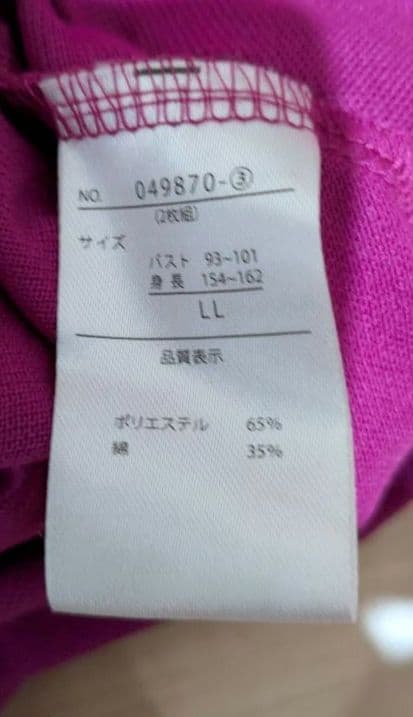 NO. 049870-③
(2枚組)
サイズ
バスト 93~101
身長 154~162
LL
品質表示
ポリエステル 65%
綿 35%